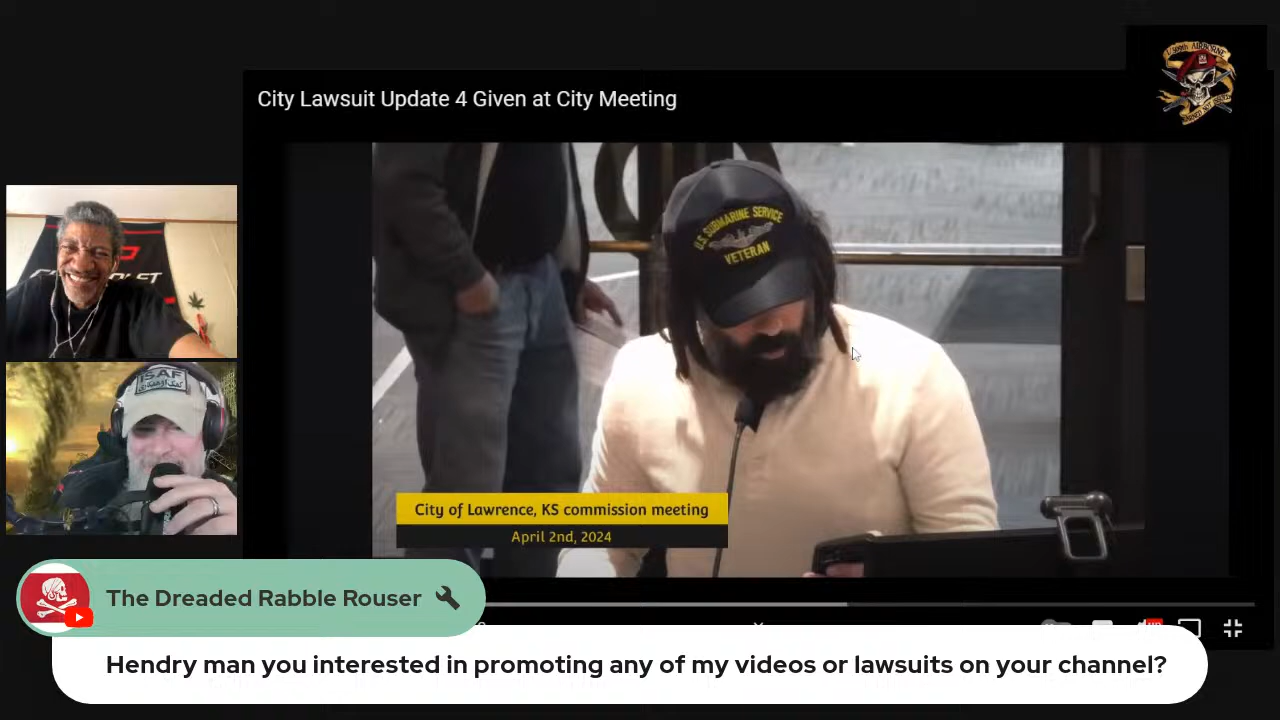 City Lawsuit Update 4 Given at City Meeting
U.S. SUBMARINE SERVICE
VETERAN
ISAF
City of Lawrence, KS commission meeting
April 2nd, 2024
The Dreaded Rabble Rouser
Hendry man you interested in promoting any of my videos or lawsuits on your channel?